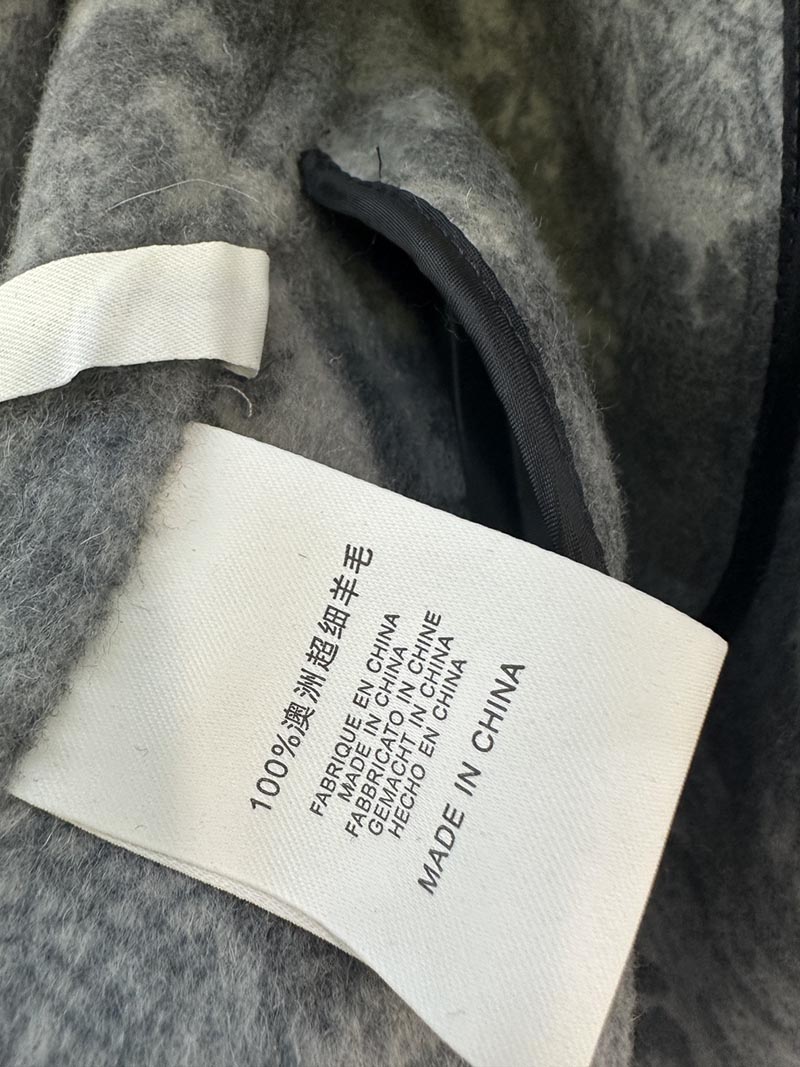 100%澳洲超细羊毛
FABRIQUE EN CHINA
MADE IN CHINA
FABBRICATO IN CHINE
GEMACHT IN CHINA
HECHO EN CHINA
MADE IN CHINA